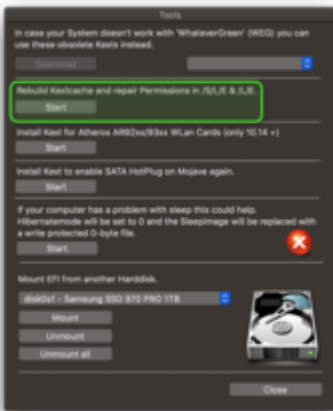 Tools
In case your System doesn't work with 'WhateverGreen' (WEG) you can
use these obsolete Kexts instead.
Download
Rebuild Kextcache and repair Permissions in /S/L/E & /L/E.
Start
Install Kext for Atheros AR92xx/93xx WLan Cards (only 10.14 +)
Start
Install Kext to enable SATA HotPlug on Mojave again.
Start
If your computer has a problem with sleep this could help.
Hibernatemode will be set to 0 and the Sleepimage will be replaced with
a write protected 0-byte file.
Start
Mount EFI from another Harddisk.
disk0s1 - Samsung SSD 970 PRO 1TB
Mount
Unmount
Unmount all
Close